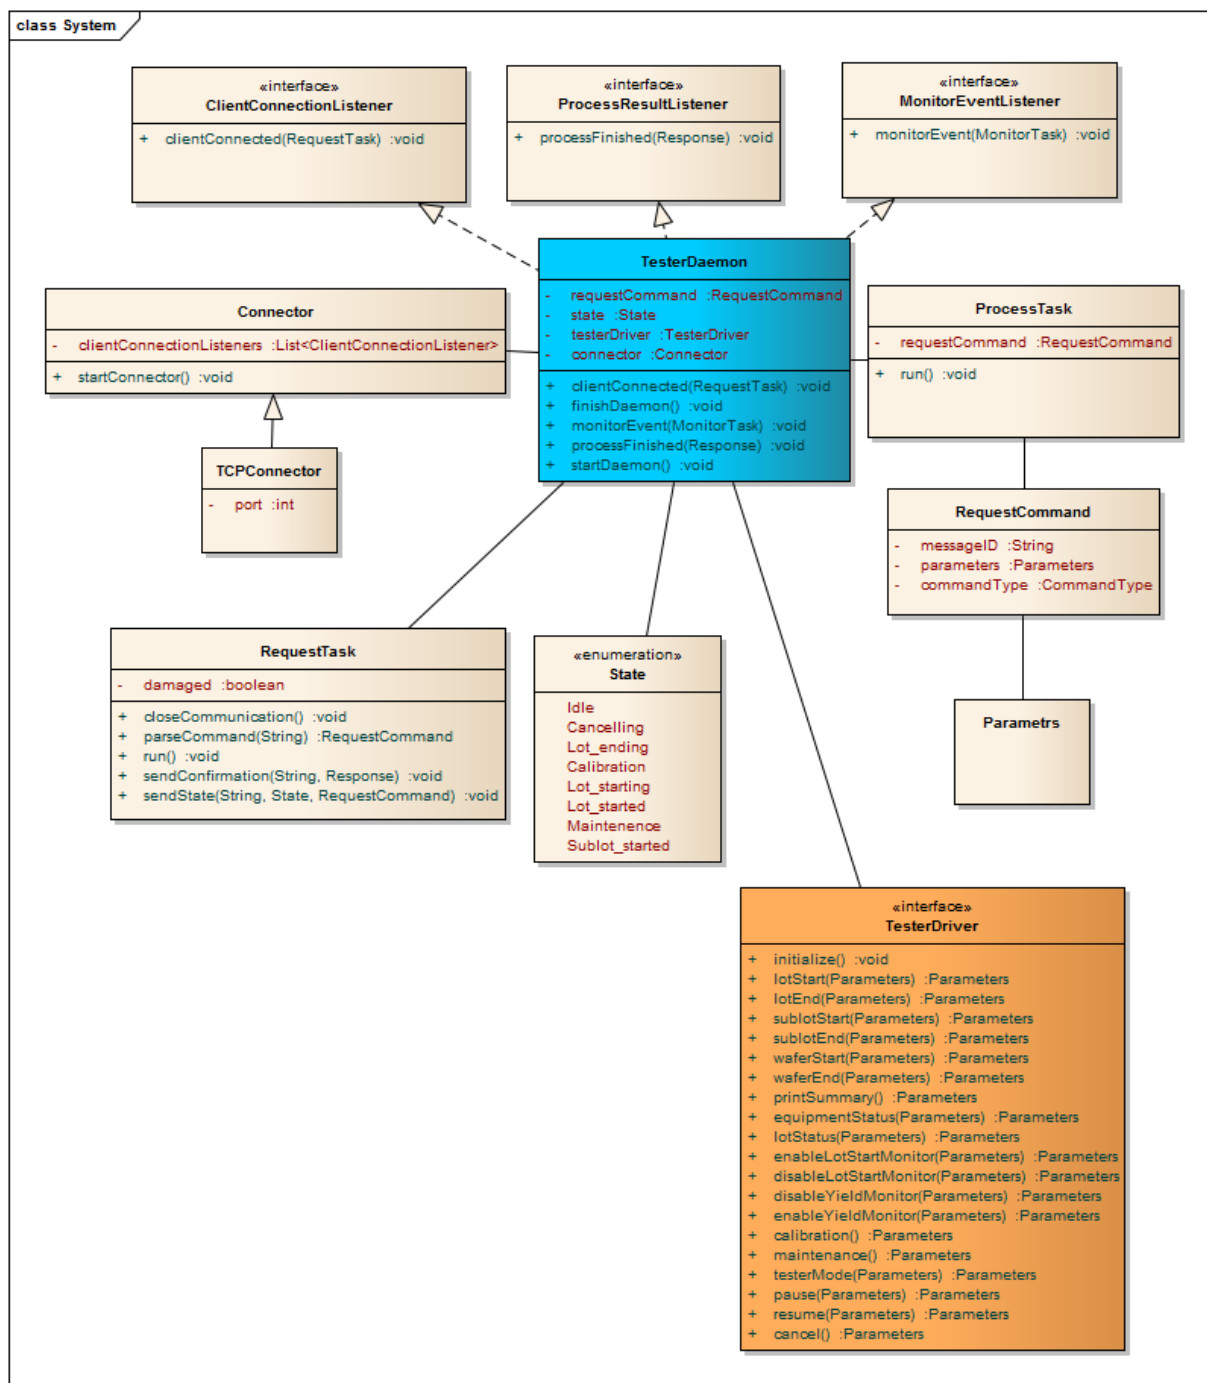 class System
«interface»
ClientConnectionListener
+ clientConnected(RequestTask) :void
«interface»
ProcessResultListener
+ processFinished(Response) :void
«interface»
MonitorEventListener
+ monitorEvent(MonitorTask) :void
TesterDaemon
- requestCommand :RequestCommand
- state :State
- testerDriver :TesterDriver
- connector :Connector
+ clientConnected(RequestTask) :void
+ finishDaemon() :void
+ monitorEvent(MonitorTask) :void
+ processFinished(Response) :void
+ startDaemon() :void
Connector
- clientConnectionListeners :List<ClientConnectionListener>
+ startConnector() :void
ProcessTask
- requestCommand :RequestCommand
+ run() :void
TCPConnector
- port :int
RequestCommand
- messageID :String
- parameters :Parameters
- commandType :CommandType
RequestTask
- damaged :boolean
+ closeCommunication() :void
+ parseCommand(String) :RequestCommand
+ run() :void
+ sendConfirmation(String, Response) :void
+ sendState(String, State, RequestCommand) :void
«enumeration»
State
Idle
Cancelling
Lot_ending
Calibration
Lot_starting
Lot_started
Maintenence
Sublot_started
Parametrs
«interface»
TesterDriver
+ initialize() :void
+ lotStart(Parameters) :Parameters
+ lotEnd(Parameters) :Parameters
+ sublotStart(Parameters) :Parameters
+ sublotEnd(Parameters) :Parameters
+ waferStart(Parameters) :Parameters
+ waferEnd(Parameters) :Parameters
+ printSummary() :Parameters
+ equipmentStatus(Parameters) :Parameters
+ lotStatus(Parameters) :Parameters
+ enableLotStartMonitor(Parameters) :Parameters
+ disableLotStartMonitor(Parameters) :Parameters
+ disableYieldMonitor(Parameters) :Parameters
+ enableYieldMonitor(Parameters) :Parameters
+ calibration() :Parameters
+ maintenance() :Parameters
+ testerMode(Parameters) :Parameters
+ pause(Parameters) :Parameters
+ resume(Parameters) :Parameters
+ cancel() :Parameters